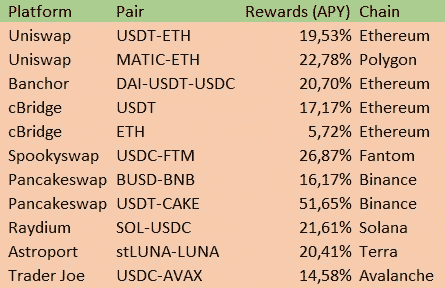 Platform Pair Rewards (APY) Chain
Uniswap USDT-ETH 19,53% Ethereum
Uniswap MATIC-ETH 22,78% Polygon
Banchor DAI-USDT-USDC 20,70% Ethereum
cBridge USDT 17,17% Ethereum
cBridge ETH 5,72% Ethereum
Spookyswap USDC-FTM 26,87% Fantom
Pancakeswap BUSD-BNB 16,17% Binance
Pancakeswap USDT-CAKE 51,65% Binance
Raydium SOL-USDC 21,61% Solana
Astroport stLUNA-LUNA 20,41% Terra
Trader Joe USDC-AVAX 14,58% Avalanche